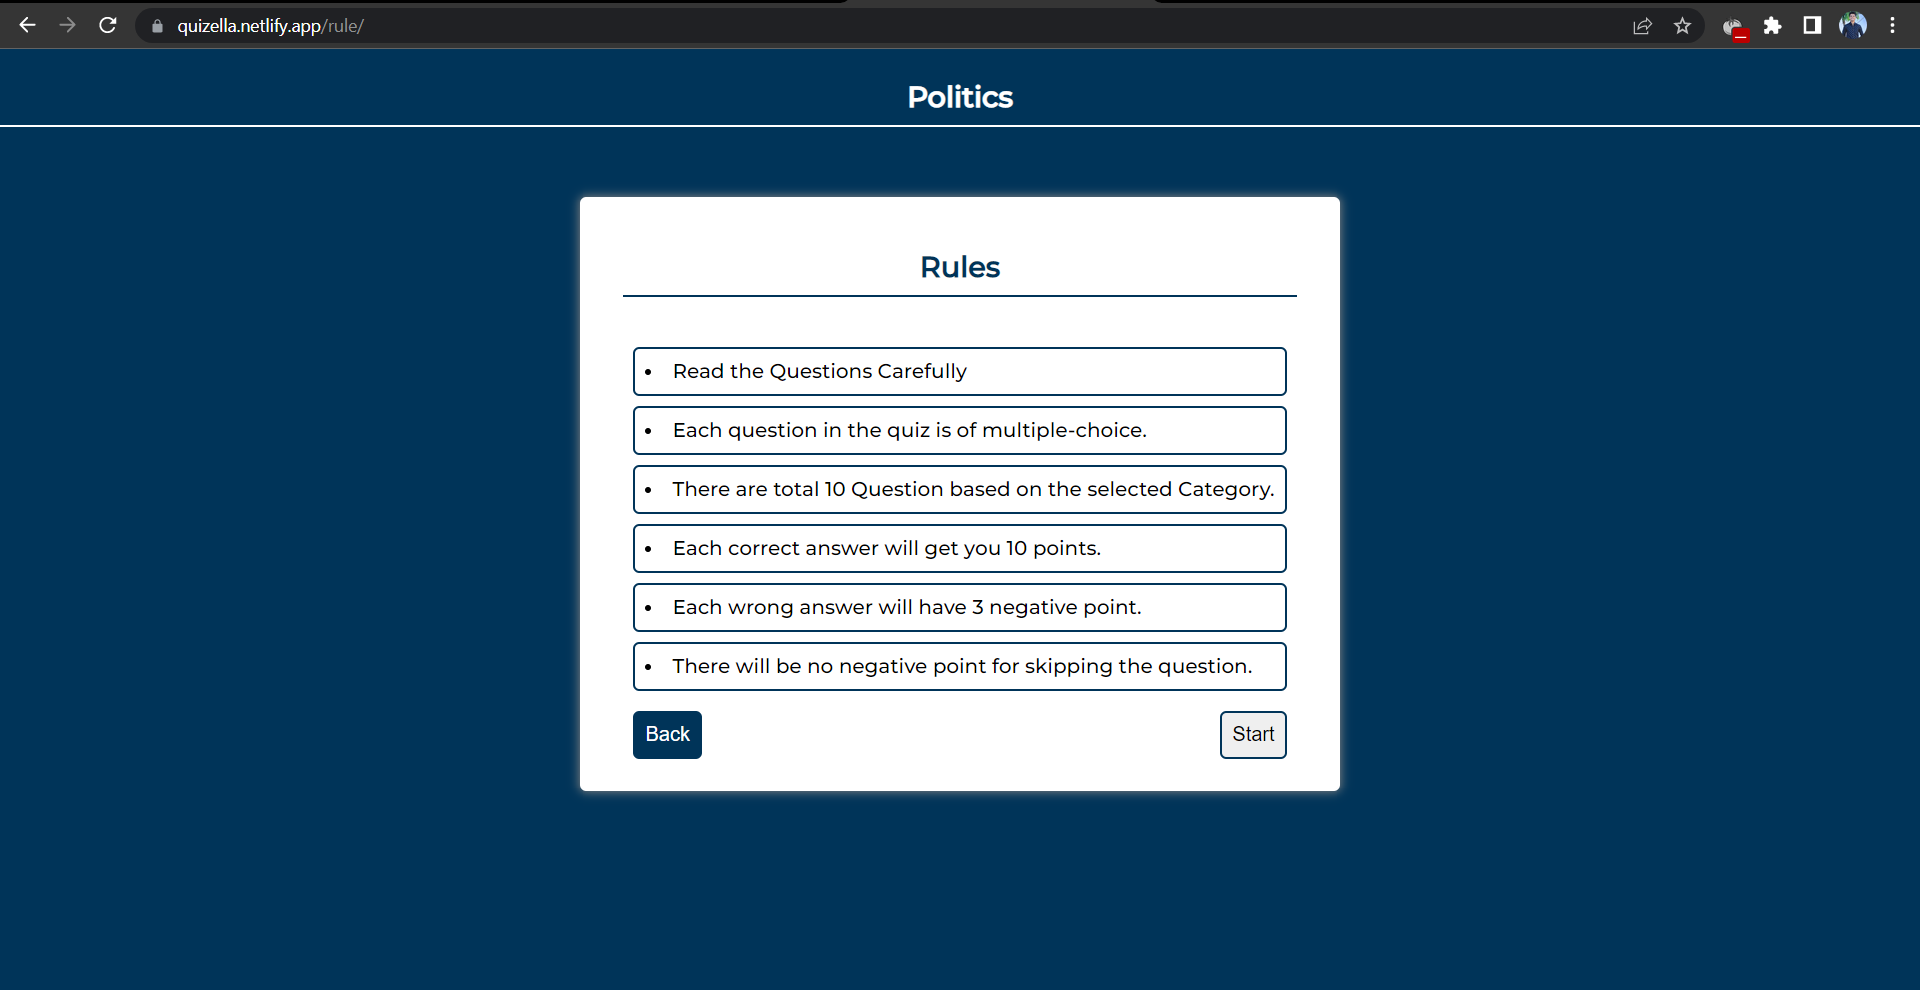 quizella.netlify.app/rule/
Politics
Rules
• Read the Questions Carefully
• Each question in the quiz is of multiple-choice.
• There are total 10 Question based on the selected Category.
• Each correct answer will get you 10 points.
• Each wrong answer will have 3 negative point.
• There will be no negative point for skipping the question.
Back
Start